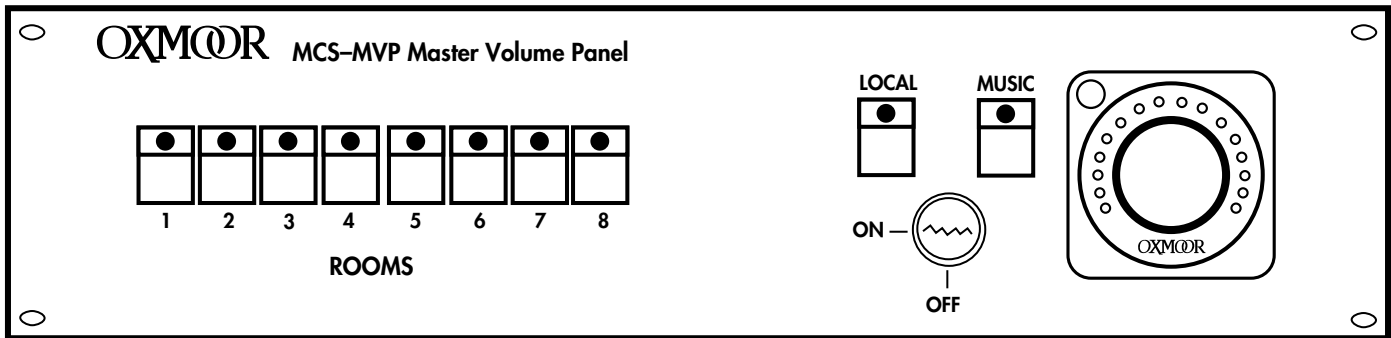 OXMOOR MCS–MVP Master Volume Panel
LOCAL MUSIC
1 2 3 4 5 6 7 8
ON
ROOMS
OFF
OXMOOR